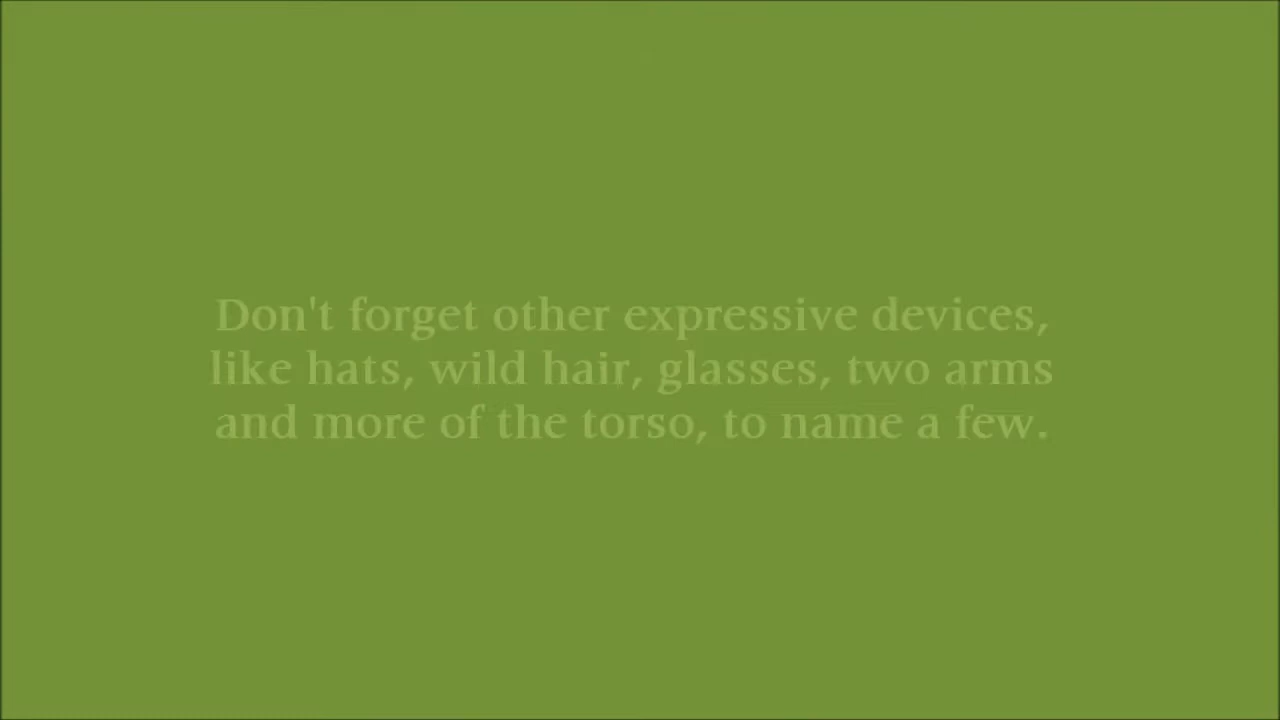 Don't forget other expressive devices,
like hats, wild hair, glasses, two arms
and more of the torso, to name a few.